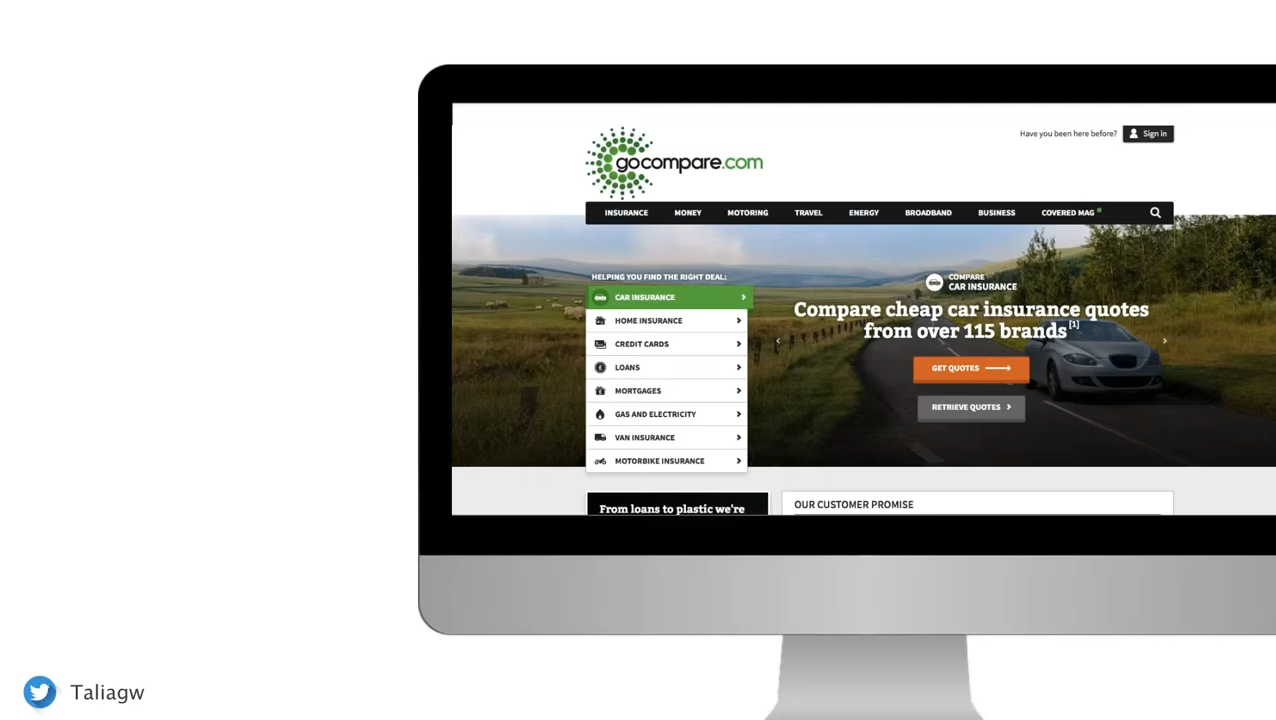 gocompare.com
Have you been here before? Sign in
INSURANCE MONEY MOTORING TRAVEL ENERGY BROADBAND BUSINESS COVERED MAG
HELPING YOU FIND THE RIGHT DEAL:
CAR INSURANCE
HOME INSURANCE
CREDIT CARDS
LOANS
MORTGAGES
GAS AND ELECTRICITY
VAN INSURANCE
MOTORBIKE INSURANCE
COMPARE
CAR INSURANCE
Compare cheap car insurance quotes
from over 115 brands[1]
GET QUOTES
RETRIEVE QUOTES
From loans to plastic we're
OUR CUSTOMER PROMISE
Taliagw